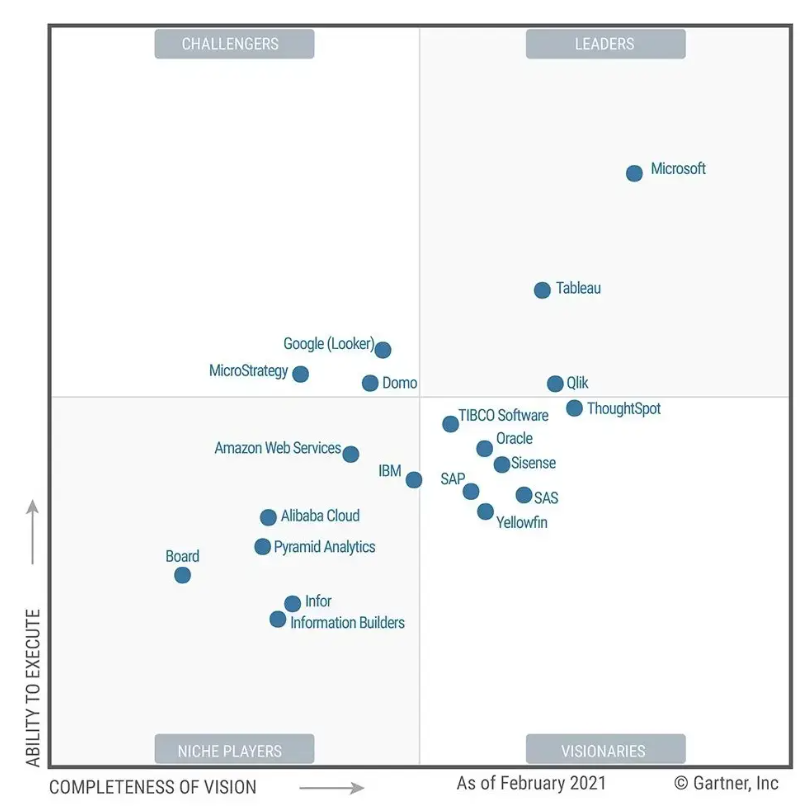 CHALLENGERS
LEADERS
Microsoft
Tableau
Google (Looker)
MicroStrategy
Domo
Qlik
ThoughtSpot
TIBCO Software
Oracle
Amazon Web Services
Sisense
IBM
SAP
SAS
Yellowfin
Alibaba Cloud
Pyramid Analytics
Board
Infor
Information Builders
ABILITY TO EXECUTE
NICHE PLAYERS
VISIONARIES
COMPLETENESS OF VISION
As of February 2021
© Gartner, Inc